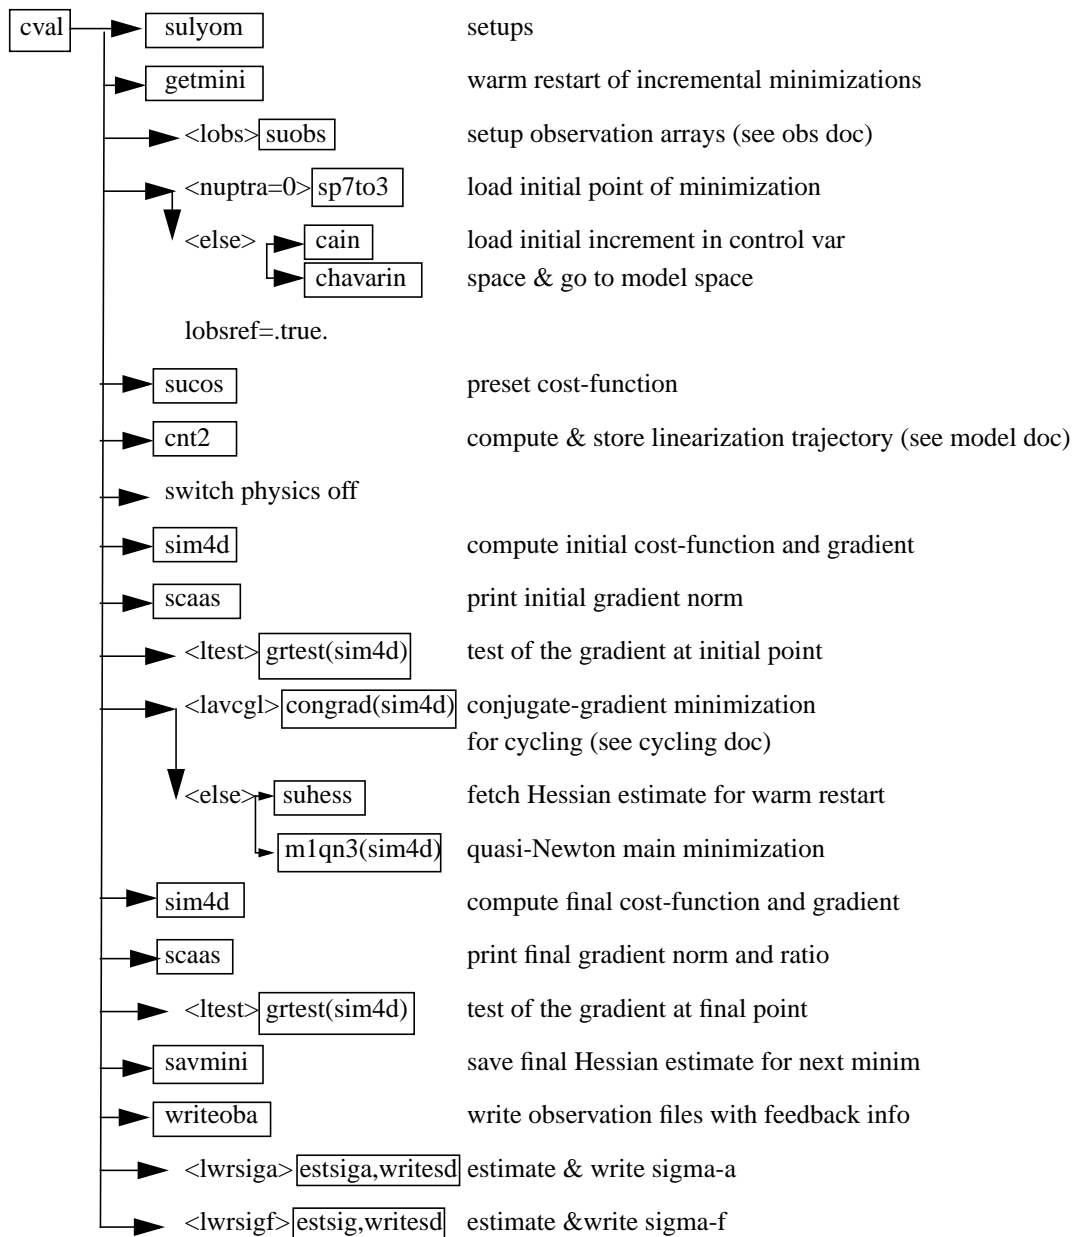 cval sulyom setups
getmini warm restart of incremental minimizations
<lobs> suobs setup observation arrays (see obs doc)
<nuptra=0> sp7to3 load initial point of minimization
<else> cain load initial increment in control var
chavarin space & go to model space
lobsref=.true.
sucos preset cost-function
cnt2 compute & store linearization trajectory (see model doc)
switch physics off
sim4d compute initial cost-function and gradient
scaas print initial gradient norm
<ltest> grtest(sim4d) test of the gradient at initial point
<lavcgl> congrad(sim4d) conjugate-gradient minimization
for cycling (see cycling doc)
<else> suhess fetch Hessian estimate for warm restart
m1qn3(sim4d) quasi-Newton main minimization
sim4d compute final cost-function and gradient
scaas print final gradient norm and ratio
<ltest> grtest(sim4d) test of the gradient at final point
savmini save final Hessian estimate for next minim
writeoba write observation files with feedback info
<lwrsiga> estsiga,writesd estimate & write sigma-a
<lwrsigf> estsig,writesd estimate &write sigma-f